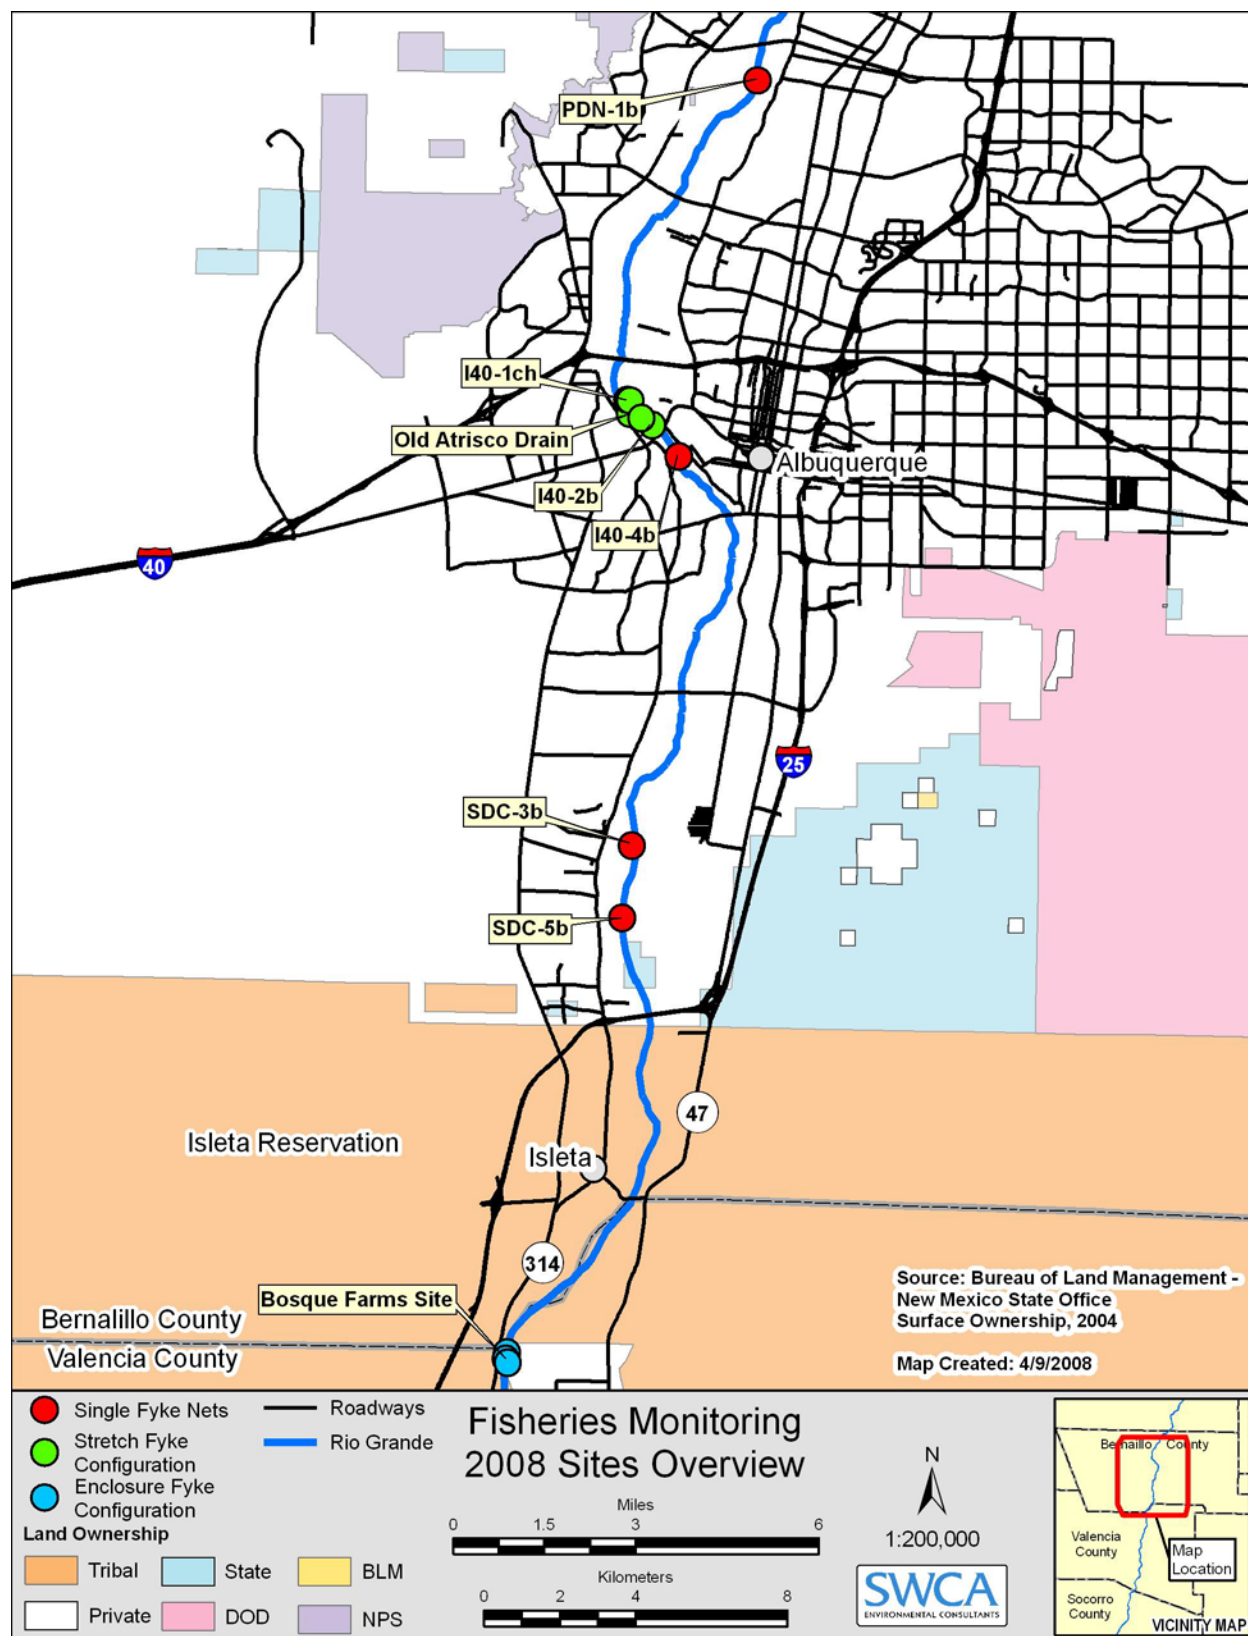 PDN-1b
I40-1ch
Old Atrisco Drain
Albuquerque
I40-2b
I40-4b
40
25
SDC-3b
SDC-5b
47
Isleta Reservation
Isleta
314
Bosque Farms Site
Source: Bureau of Land Management -
New Mexico State Office
Surface Ownership, 2004
Map Created: 4/9/2008
Bernalillo County
Valencia County
Single Fyke Nets
Stretch Fyke
Configuration
Enclosure Fyke
Configuration
Roadways
Rio Grande
Land Ownership
Tribal
State
BLM
Private
DOD
NPS
Fisheries Monitoring
2008 Sites Overview
Miles
0 1.5 3 6
Kilometers
0 2 4 8
N
1:200,000
SWCA
ENVIRONMENTAL CONSULTANTS
Bernalillo County
Valencia
County
Map
Location
Socorro
County
VICINITY MAP